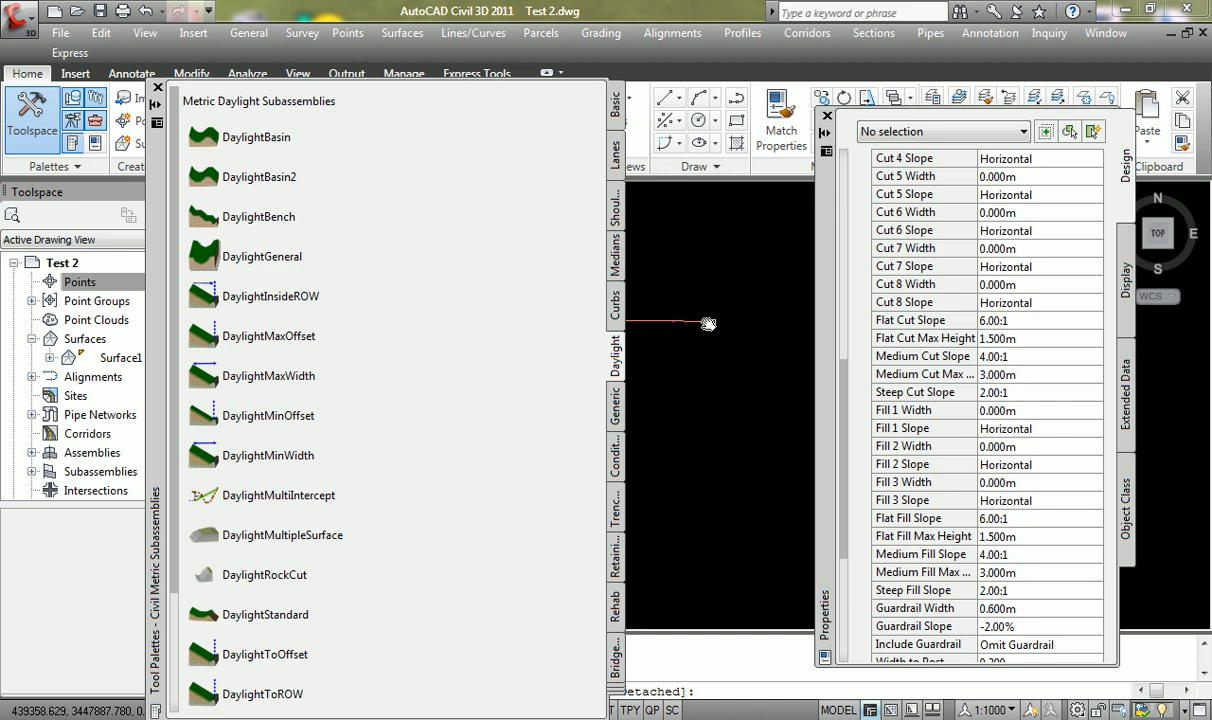 3D
AutoCAD Civil 3D 2011 Test 2.dwg
Type a keyword or phrase
File Edit View Insert General Survey Points Surfaces Lines/Curves Parcels Grading Alignments Profiles Corridors Sections Pipes Annotation Inquiry Window
Express
Home Insert Annotate Modify Analyze View Output Manage Express Tools
Toolspace
Palettes
Match
Properties
Draw
Paste
Clipboard
Toolspace
Active Drawing View
Test 2
Points
Point Groups
Point Clouds
Surfaces
Surface1
Alignments
Sites
Pipe Networks
Corridors
Assemblies
Subassemblies
Intersections
Tool Palettes - Civil Metric Subassemblies
Metric Daylight Subassemblies
DaylightBasin
DaylightBasin2
DaylightBench
DaylightGeneral
DaylightInsideROW
DaylightMaxOffset
DaylightMaxWidth
DaylightMinOffset
DaylightMinWidth
DaylightMultiIntercept
DaylightMultipleSurface
DaylightRockCut
DaylightStandard
DaylightToOffset
DaylightToROW
Basic
Lanes
Shoul...
Medians
Curbs
Daylight
Generic
Condit...
Trenc...
Retaini...
Rehab
Bridge...
Properties
No selection
Cut 4 Slope Horizontal
Cut 5 Width 0.000m
Cut 5 Slope Horizontal
Cut 6 Width 0.000m
Cut 6 Slope Horizontal
Cut 7 Width 0.000m
Cut 7 Slope Horizontal
Cut 8 Width 0.000m
Cut 8 Slope Horizontal
Flat Cut Slope 6.00:1
Flat Cut Max Height 1.500m
Medium Cut Slope 4.00:1
Medium Cut Max ... 3.000m
Steep Cut Slope 2.00:1
Fill 1 Width 0.000m
Fill 1 Slope Horizontal
Fill 2 Width 0.000m
Fill 2 Slope Horizontal
Fill 3 Width 0.000m
Fill 3 Slope Horizontal
Flat Fill Slope 6.00:1
Flat Fill Max Height 1.500m
Medium Fill Slope 4.00:1
Medium Fill Max ... 3.000m
Steep Fill Slope 2.00:1
Guardrail Width 0.600m
Guardrail Slope -2.00%
Include Guardrail Omit Guardrail
Width to Post 0.200
Design
Display
Extended Data
Object Class
N
TOP
E
S
WCS
Detached]:
439358.629, 3447887.780, 0.
TPY QP SC
MODEL
1:1000